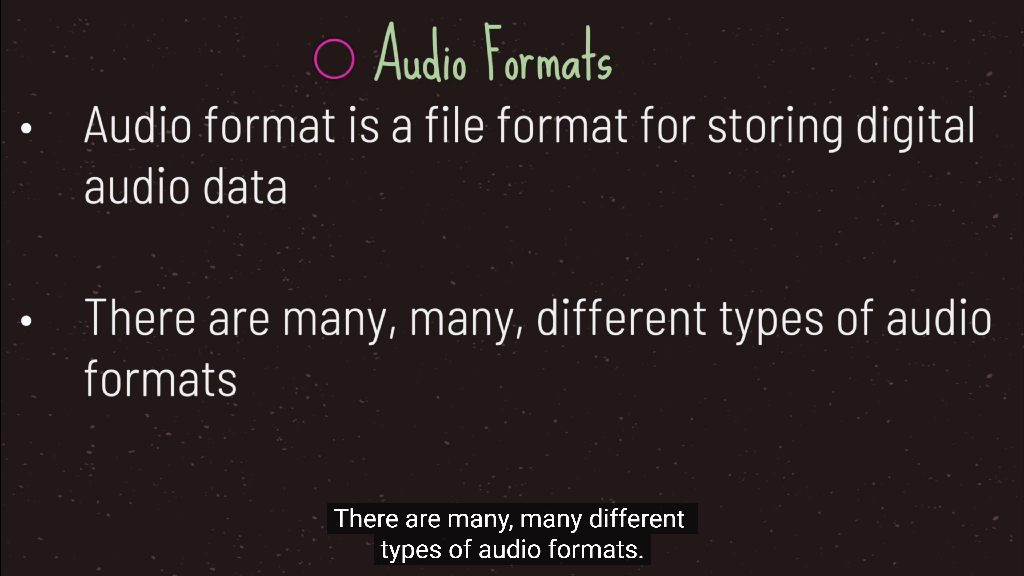 Audio Formats
• Audio format is a file format for storing digital
audio data
• There are many, many, different types of audio
formats
There are many, many different
types of audio formats.